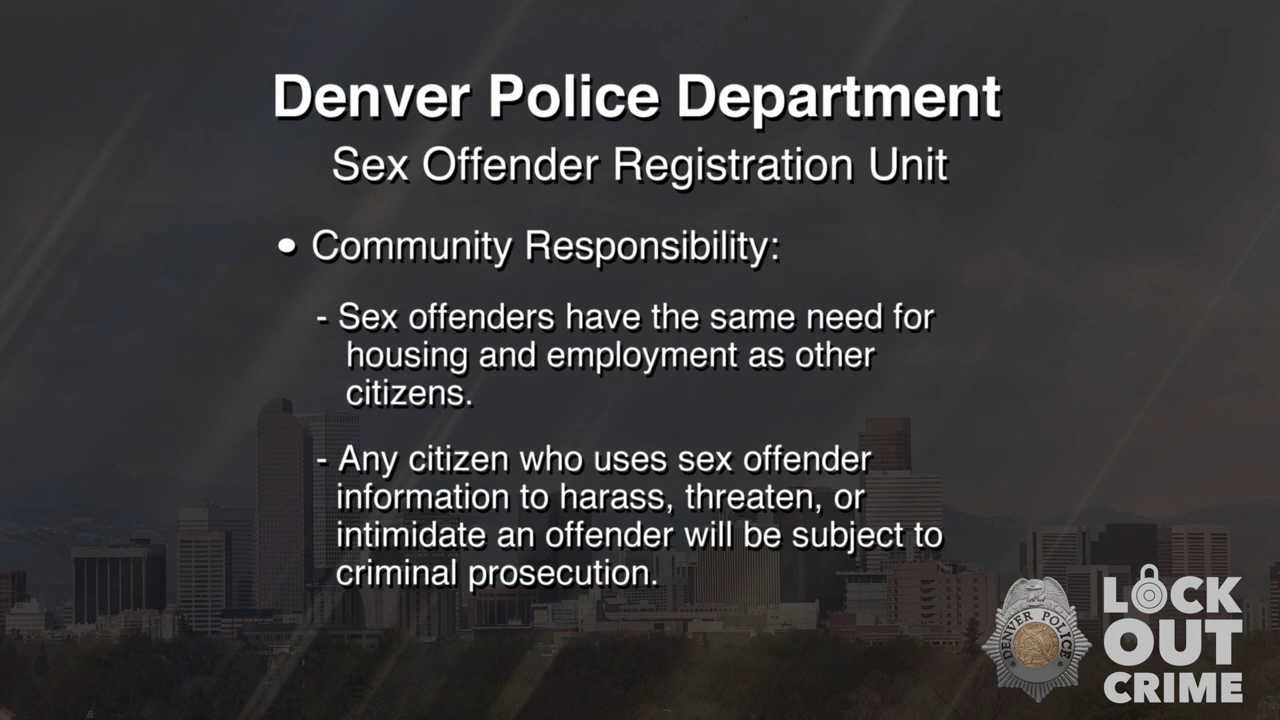 Denver Police Department
Sex Offender Registration Unit
• Community Responsibility:
- Sex offenders have the same need for
housing and employment as other
citizens.
- Any citizen who uses sex offender
information to harass, threaten, or
intimidate an offender will be subject to
criminal prosecution.
DENVER POLICE
LOCK
OUT
CRIME